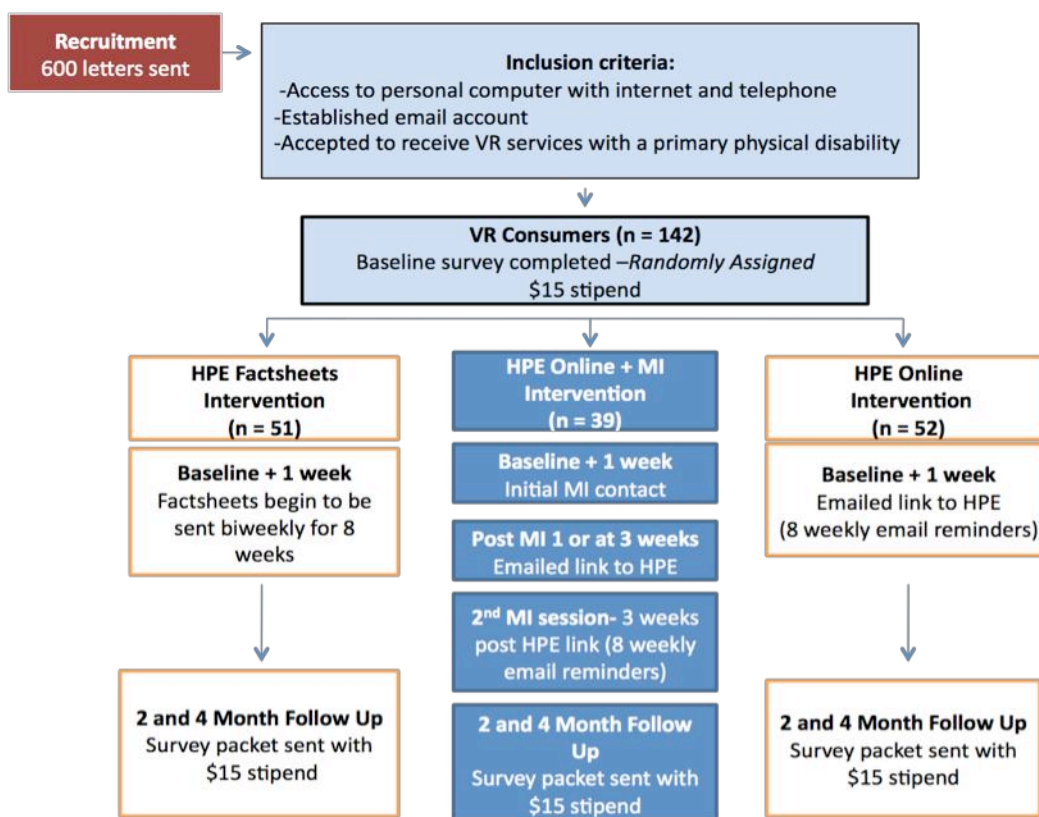 Recruitment
600 letters sent
Inclusion criteria:
-Access to personal computer with internet and telephone
-Established email account
-Accepted to receive VR services with a primary physical disability
VR Consumers (n = 142)
Baseline survey completed –Randomly Assigned
$15 stipend
HPE Factsheets
Intervention
(n = 51)
Baseline + 1 week
Factsheets begin to be
sent biweekly for 8
weeks
2 and 4 Month Follow Up
Survey packet sent with
$15 stipend
HPE Online + MI
Intervention
(n = 39)
Baseline + 1 week
Initial MI contact
Post MI 1 or at 3 weeks
Emailed link to HPE
2nd MI session- 3 weeks
post HPE link (8 weekly
email reminders)
2 and 4 Month Follow
Up
Survey packet sent with
$15 stipend
HPE Online
Intervention
(n = 52)
Baseline + 1 week
Emailed link to HPE
(8 weekly email reminders)
2 and 4 Month Follow Up
Survey packet sent with
$15 stipend